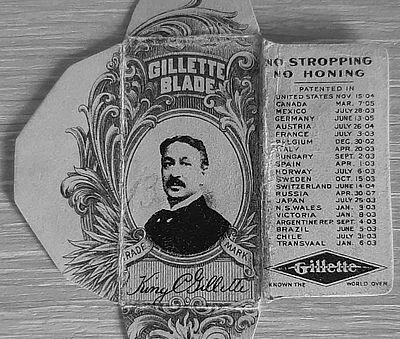 GILLETTE
BLADE
TRADE MARK
King C Gillette
NO STROPPING
NO HONING
PATENTED IN
UNITED STATES NOV. 15·04
CANADA MAR. 7·05
MEXICO JULY 28·03
GERMANY JUNE 13·05
AUSTRIA JULY 26·04
FRANCE JULY 3·03
BELGIUM DEC. 30·02
ITALY APR. 20·03
HUNGARY SEPT. 2·03
SPAIN APR. 1·03
NORWAY JULY 6·03
SWEDEN OCT. 15·03
SWITZERLAND JUNE 14·04
RUSSIA APR. 30·07
JAPAN JULY 25·03
N.S. WALES JAN. 9·03
VICTORIA JAN. 8·03
ARGENTINE REP. SEPT. 4·03
BRAZIL JUNE 5·03
CHILE JULY 31·03
TRANSVAAL JAN. 6·03
Gillette
KNOWN THE WORLD OVER